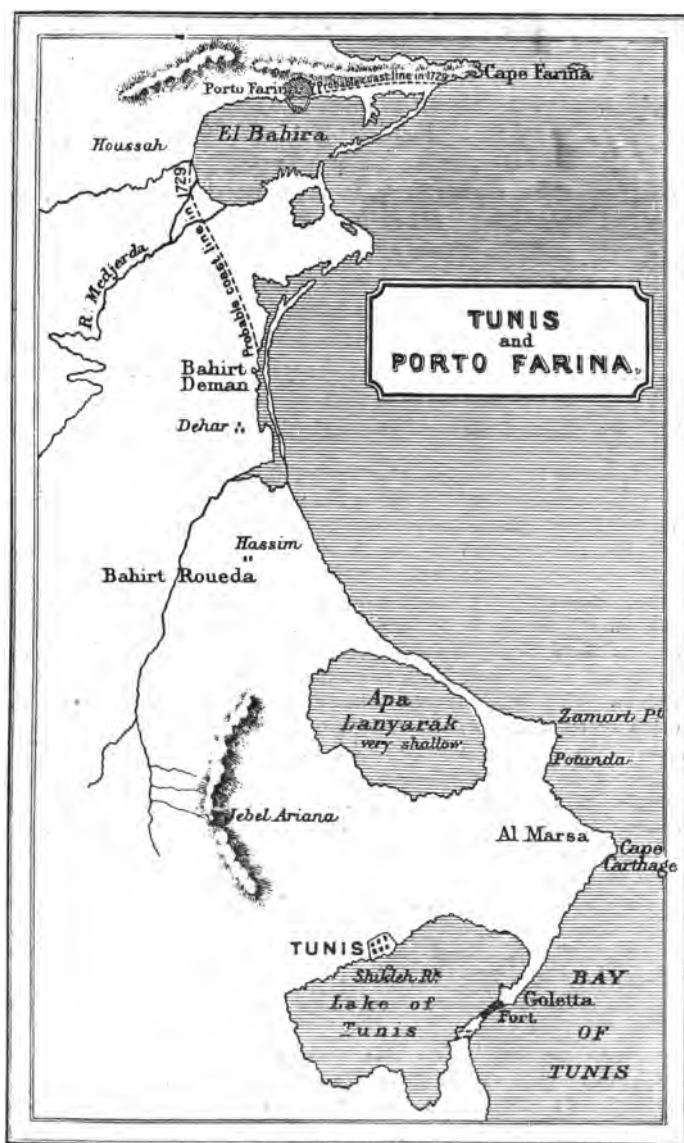 Cape Farina
Porto Farina
Probable coast line in 1729
El Bahira
Houssah
Probable coast line in 1729
R. Medjerda
TUNIS
and
PORTO FARINA.
Bahirt
Deman
Dehar
Hassim
Bahirt Roueda
Apa
Lanyarak
very shallow
Zamart Pt
Potunda
Jebel Ariana
Al Marsa
Cape
Carthage
TUNIS
Lake of
Tunis
Goletta
Fort
BAY
OF
TUNIS